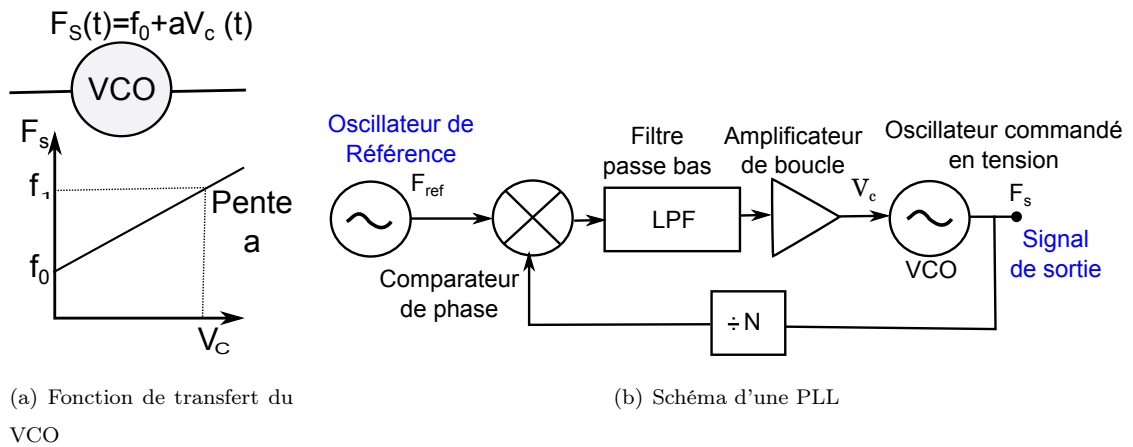 F_S(t)=f_0+aV_c (t)
VCO
F_s
f_1
Pente
a
f_0
V_C
Oscillateur de
Référence
F_ref
Comparateur
de phase
Filtre
passe bas
LPF
Amplificateur
de boucle
V_c
Oscillateur commandé
en tension
VCO
F_s
Signal
de sortie
÷N
(a) Fonction de transfert du
VCO
(b) Schéma d'une PLL